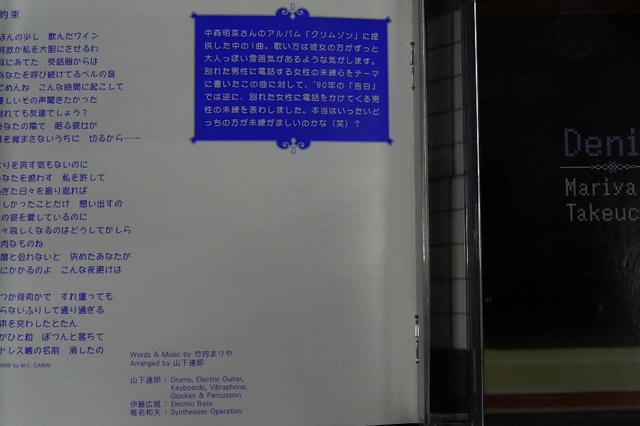 約束
ほんの少し 飲んだワイン
何故か私を大胆にさせるわ
耳にあてた 受話器からは
あなたを呼び続けてるベルの音
ごめんね こんな時間に起こして
優しいその声聞きたかった
別れても友達でしょう?
あなたの隣で 眠る彼女が
目を覚まさないうちに 切るから……
よりを戻す気もないのに
あなたを惑わす 私を許して
過ぎた日々を振り返れば
楽しかったことだけ 想い出すの
の彼を愛しているのに
々哀しくなるのはどうしてかしら
肉なものね
度と会わないと 決めたあなたが
にかかるのよ こんな夜更けは
つか何処かで すれ違っても
らないふりして通り過ぎる
束を交わしたとたん
がひと粒 ぽつんと落ちて
ドレス帳の名前 消したの
1986 by M.C. CABIN
中森明菜さんのアルバム「クリムゾン」に提
供した中の1曲。歌い方は彼女の方がずっと
大人っぽい雰囲気があるような気がします。
別れた男性に電話する女性の未練心をテーマ
に書いたこの曲に対して、'90年の「告白」
では逆に、別れた女性に電話をかけてくる男
性の未練を表わしました。本当はいったいど
っちの方が未練がましいのかな(笑)?
Words & Music by 竹内まりや
Arranged by 山下達郎
山下達郎:Drums, Electric Guitar,
Keyboards, Vibraphone,
Glocken & Percussion
伊藤広規:Electric Bass
椎名和夫:Synthesizer Operation
Deni
Mariya
Takeuc